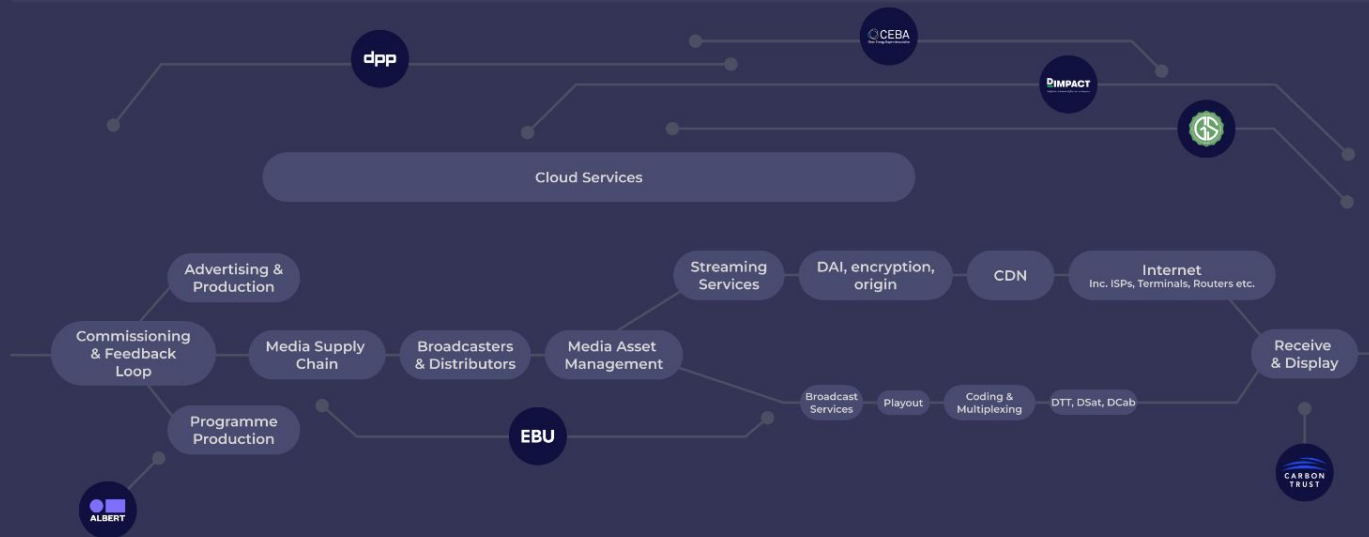 dpp
CEBA
DIMPACT
GS
Cloud Services
Advertising &
Production
Streaming
Services
DAI, encryption,
origin
CDN
Internet
Inc. ISPs, Terminals, Routers etc.
Commissioning
& Feedback
Loop
Media Supply
Chain
Broadcasters
& Distributors
Media Asset
Management
Receive
& Display
Broadcast
Services
Playout
Coding &
Multiplexing
DTT, DSat, DCab
Programme
Production
EBU
CARBON
TRUST
ALBERT